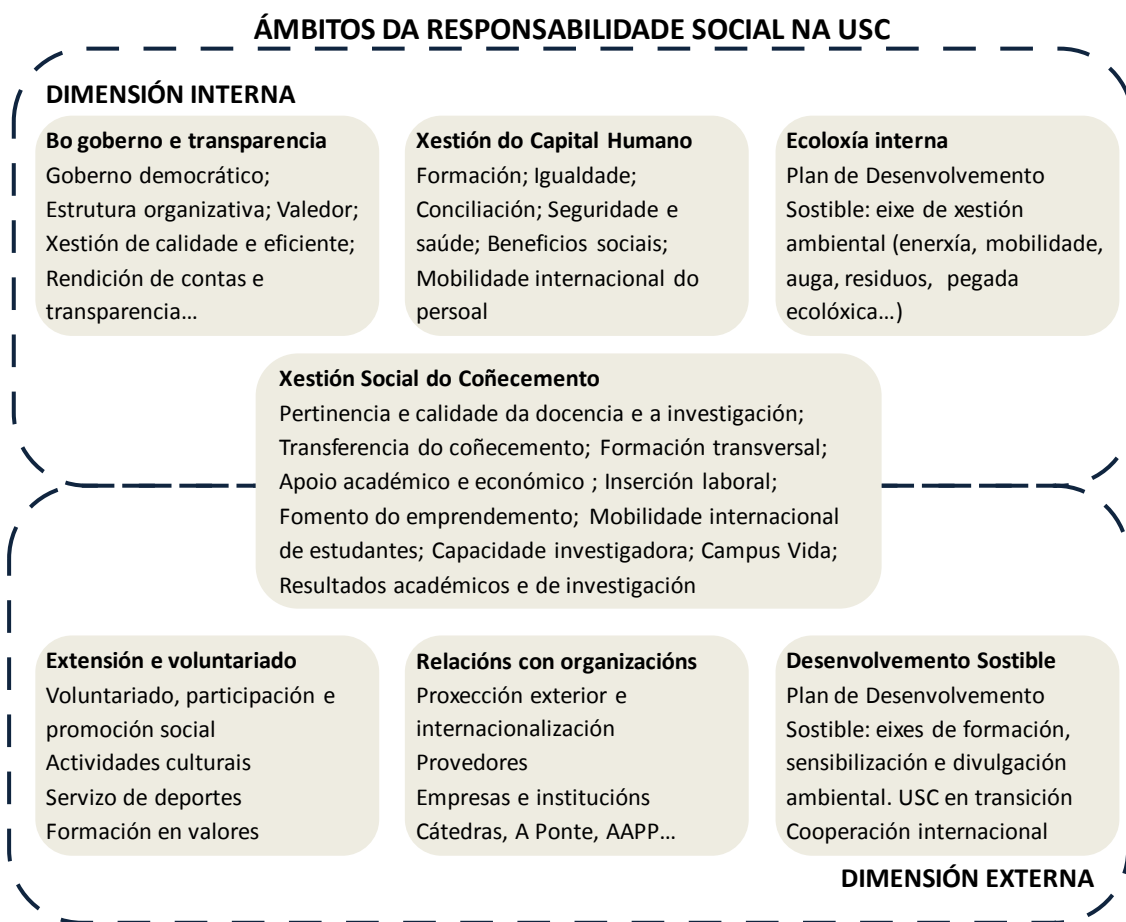 ÁMBITOS DA RESPONSABILIDADE SOCIAL NA USC
DIMENSIÓN INTERNA
Bo goberno e transparencia
Goberno democrático;
Estrutura organizativa; Valedor;
Xestión de calidade e eficiente;
Rendición de contas e
transparencia…
Xestión do Capital Humano
Formación; Igualdade;
Conciliación; Seguridade e
saúde; Beneficios sociais;
Mobilidade internacional do
persoal
Ecoloxía interna
Plan de Desenvolvemento
Sostible: eixe de xestión
ambiental (enerxía, mobilidade,
auga, residuos, pegada
ecolóxica…)
Xestión Social do Coñecemento
Pertinencia e calidade da docencia e a investigación;
Transferencia do coñecemento; Formación transversal;
Apoio académico e económico ; Inserción laboral;
Fomento do emprendemento; Mobilidade internacional
de estudantes; Capacidade investigadora; Campus Vida;
Resultados académicos e de investigación
Extensión e voluntariado
Voluntariado, participación e
promoción social
Actividades culturais
Servizo de deportes
Formación en valores
Relacións con organizacións
Proxección exterior e
internacionalización
Provedores
Empresas e institucións
Cátedras, A Ponte, AAPP…
Desenvolvemento Sostible
Plan de Desenvolvemento
Sostible: eixes de formación,
sensibilización e divulgación
ambiental. USC en transición
Cooperación internacional
DIMENSIÓN EXTERNA